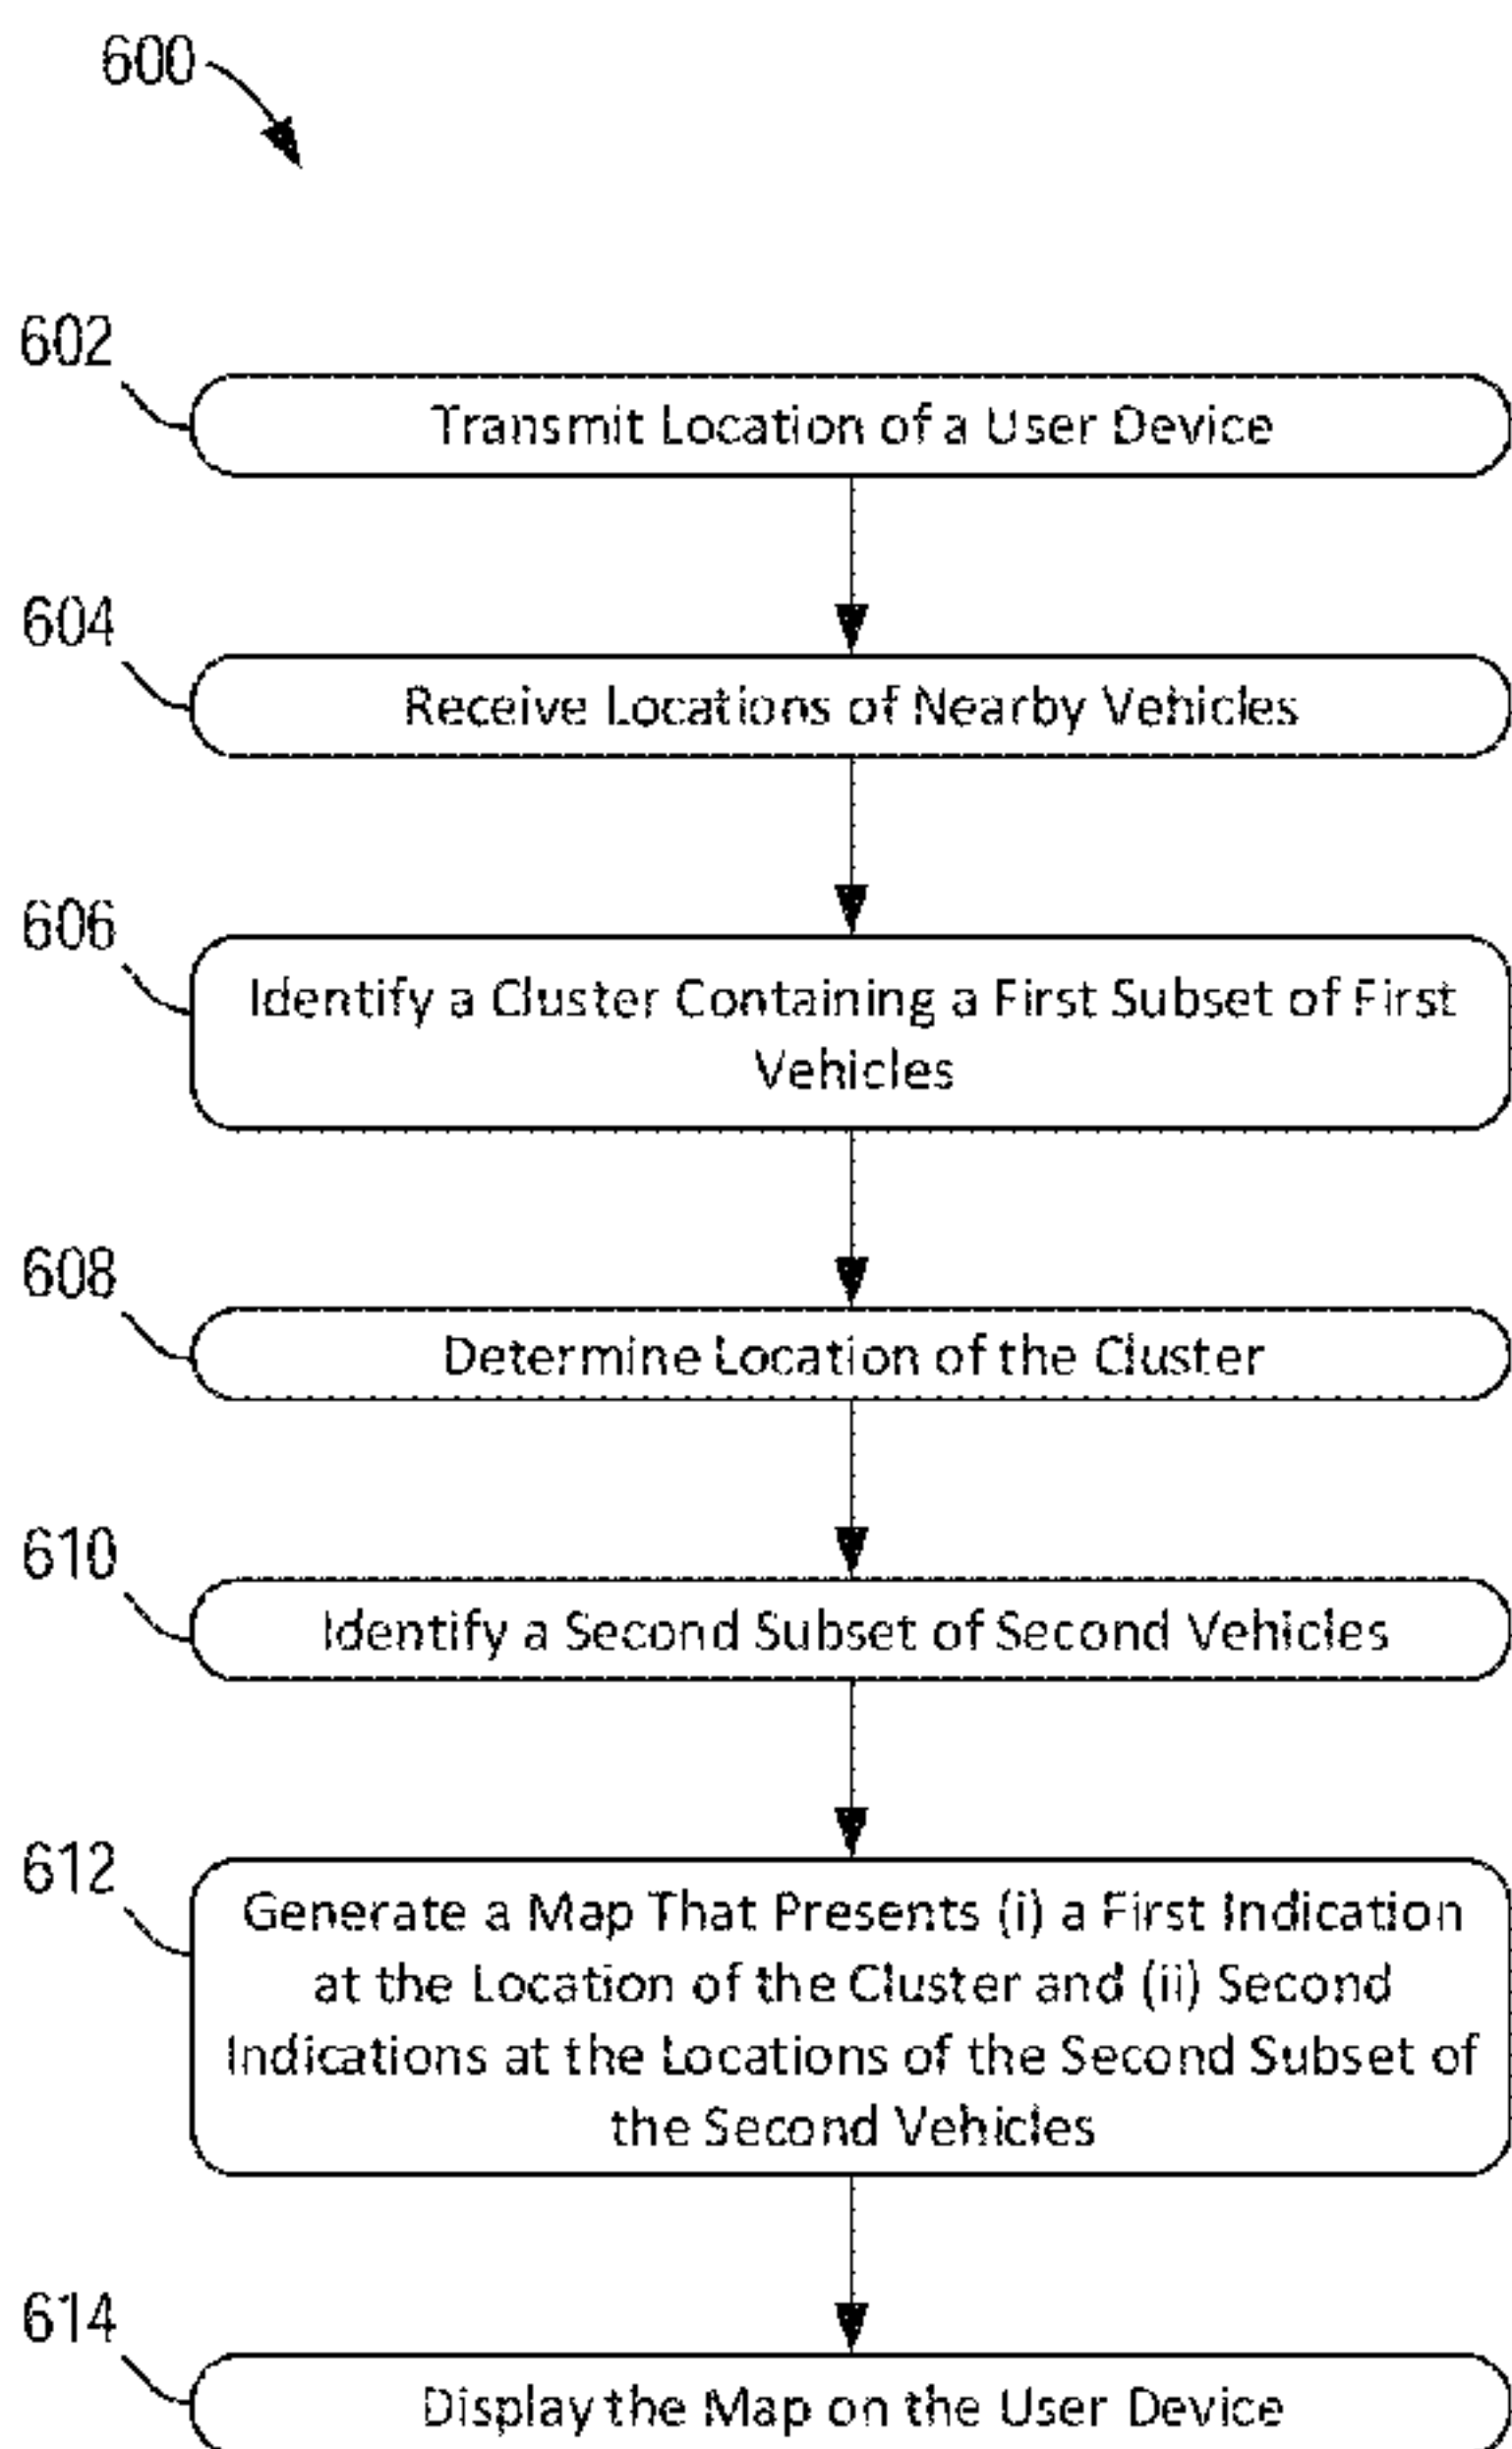 600
602
Transmit Location of a User Device
604
Receive Locations of Nearby Vehicles
606
Identify a Cluster Containing a First Subset of First
Vehicles
608
Determine Location of the Cluster
610
Identify a Second Subset of Second Vehicles
612
Generate a Map That Presents (i) a First Indication
at the Location of the Cluster and (ii) Second
Indications at the Locations of the Second Subset of
the Second Vehicles
614
Display the Map on the User Device